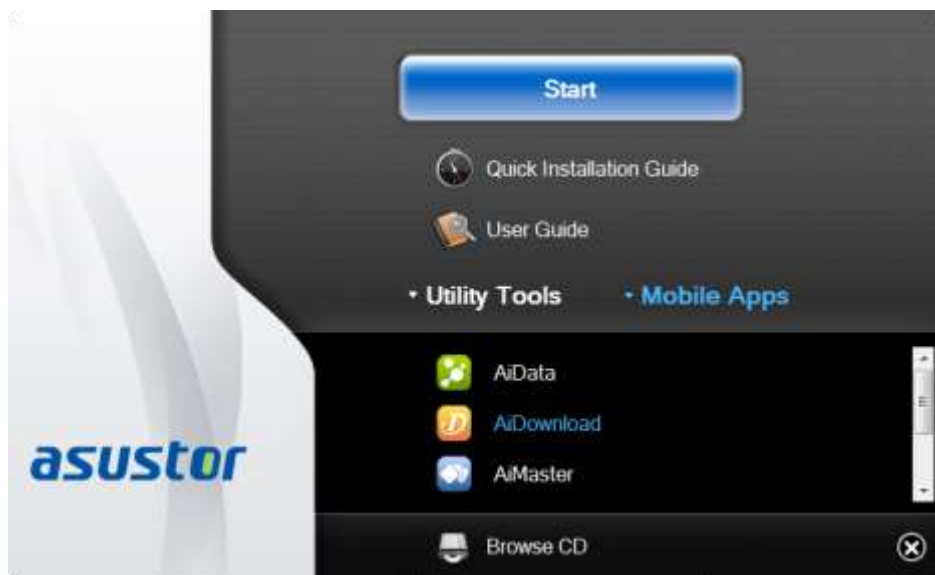 Start
Quick Installation Guide
User Guide
Utility Tools Mobile Apps
AiData
AiDownload
AiMaster
asustor
Browse CD